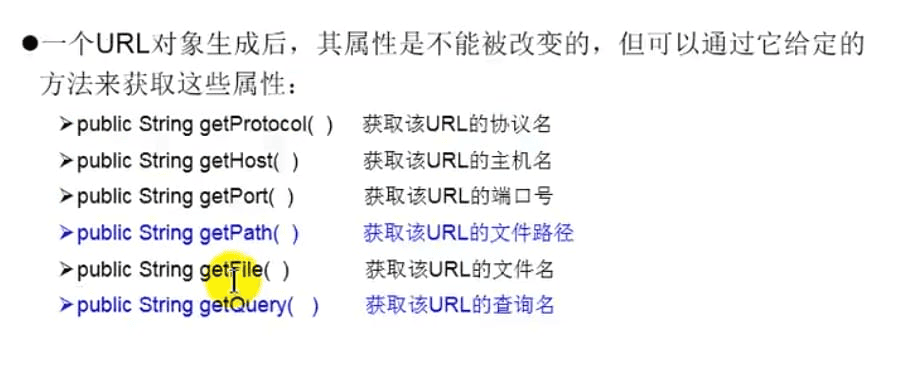 ●一个URL对象生成后，其属性是不能被改变的，但可以通过它给定的
方法来获取这些属性：
➢public String getProtocol( ) 获取该URL的协议名
➢public String getHost( ) 获取该URL的主机名
➢public String getPort( ) 获取该URL的端口号
➢public String getPath( ) 获取该URL的文件路径
➢public String getFile( ) 获取该URL的文件名
➢public String getQuery( ) 获取该URL的查询名